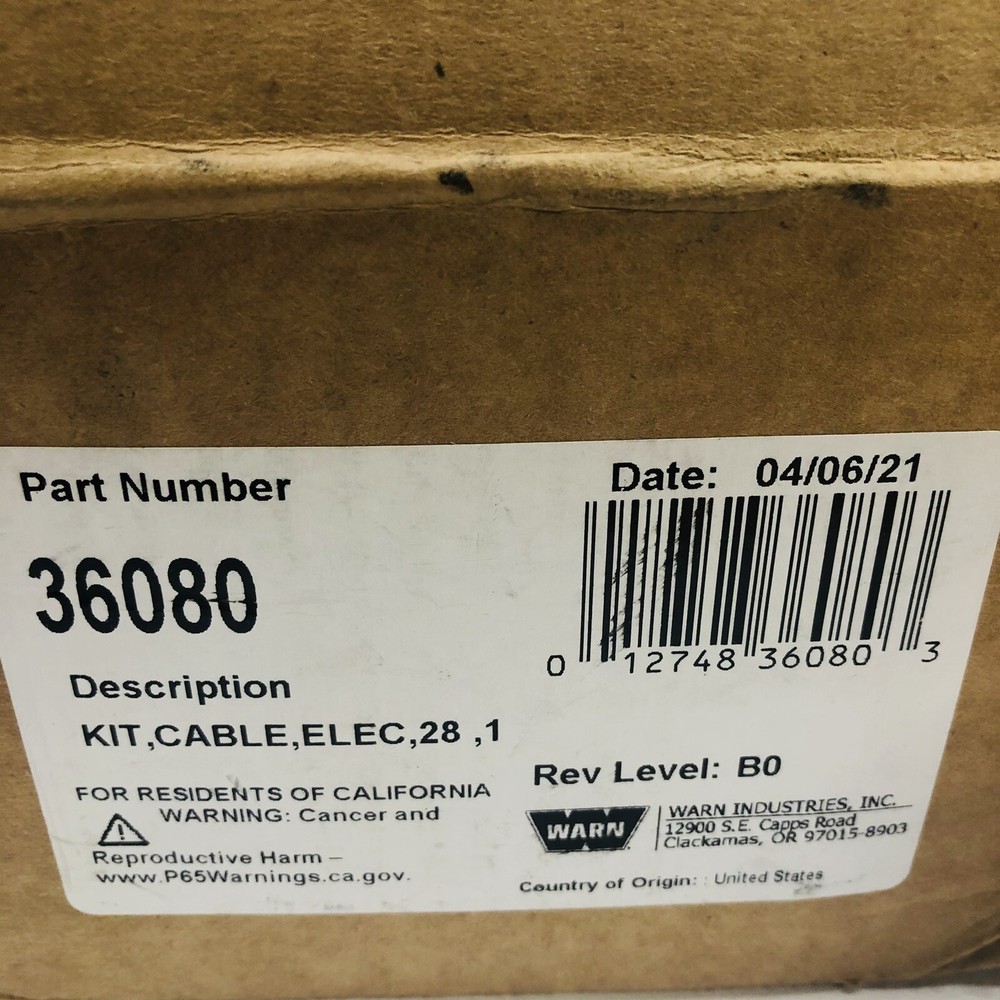 Part Number
36080
Description
KIT,CABLE,ELEC,28 ,1
FOR RESIDENTS OF CALIFORNIA
WARNING: Cancer and
Reproductive Harm –
www.P65Warnings.ca.gov.
Date: 04/06/21
0 12748 36080 3
Rev Level: B0
WARN
WARN INDUSTRIES, INC.
12900 S.E. Capps Road
Clackamas, OR 97015-8903
Country of Origin: : United States